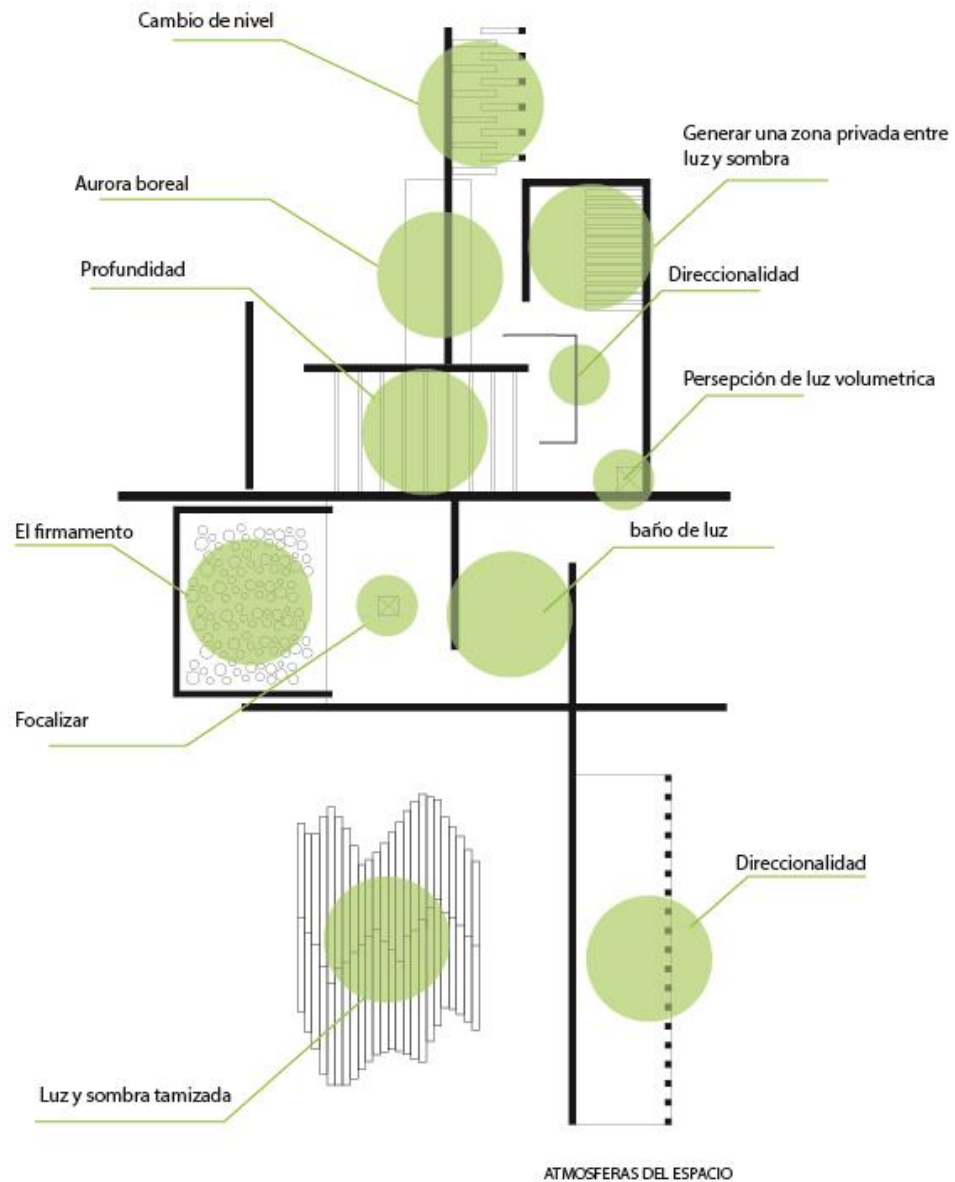 Cambio de nivel
Generar una zona privada entre
luz y sombra
Aurora boreal
Profundidad
Direccionalidad
Persepción de luz volumetrica
El firmamento
baño de luz
Focalizar
Direccionalidad
Luz y sombra tamizada
ATMOSFERAS DEL ESPACIO